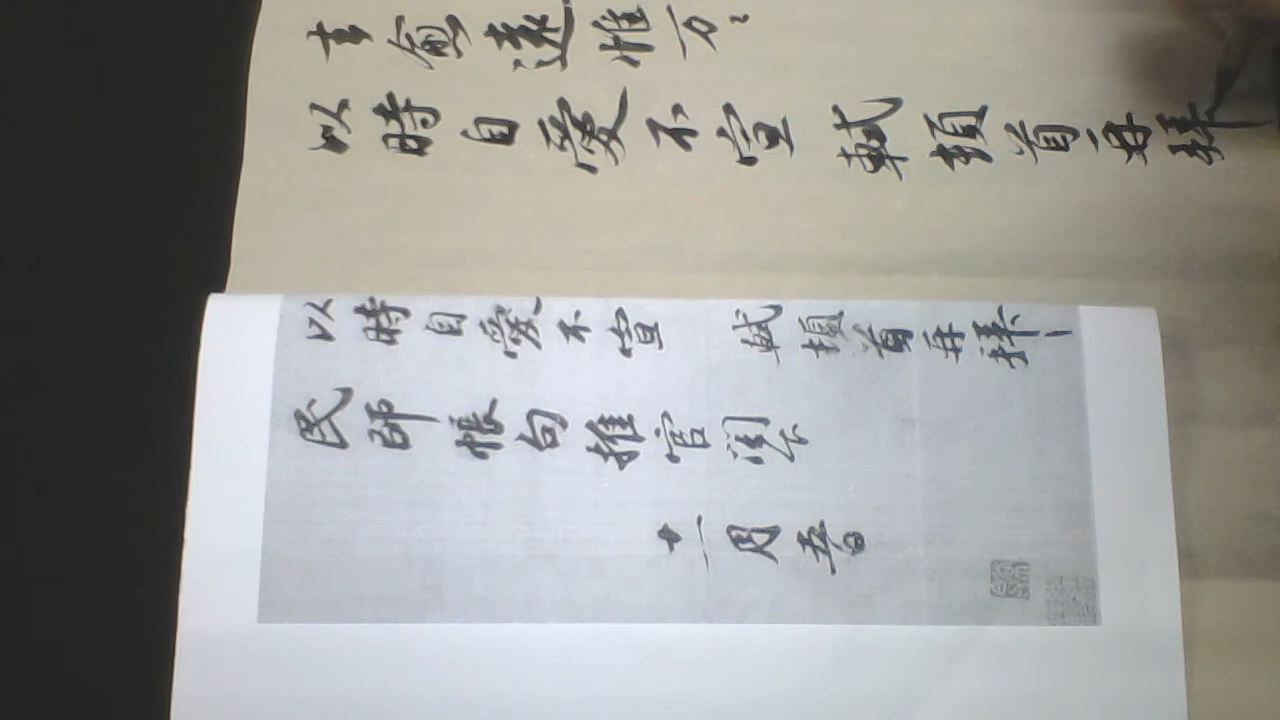 去愈遠惟万々
以時自愛不宣 軾頓首再拜
以時自愛不宣 軾頓首再拜
民師帳句推官閣下
十一月五日